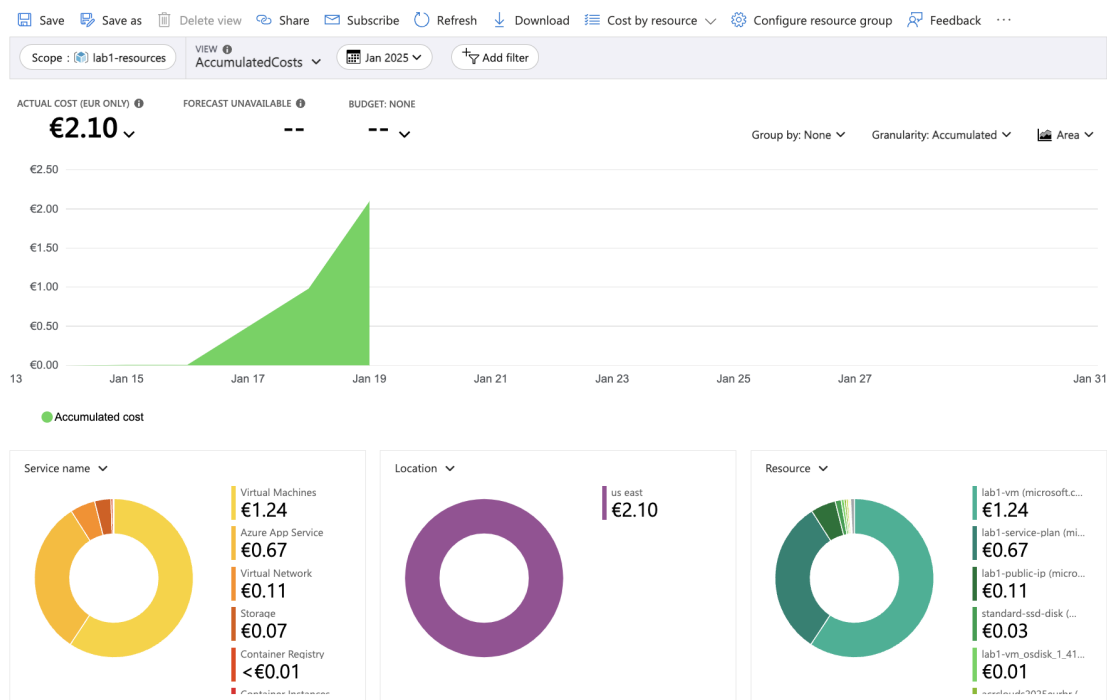 Save Save as Delete view Share Subscribe Refresh Download Cost by resource Configure resource group Feedback ...
Scope : lab1-resources
VIEW
AccumulatedCosts
Jan 2025
Add filter
ACTUAL COST (EUR ONLY)
€2.10
FORECAST UNAVAILABLE
--
BUDGET: NONE
--
Group by: None Granularity: Accumulated Area
€2.50
€2.00
€1.50
€1.00
€0.50
€0.00
13 Jan 15 Jan 17 Jan 19 Jan 21 Jan 23 Jan 25 Jan 27 Jan 31
Accumulated cost
Service name
Virtual Machines
€1.24
Azure App Service
€0.67
Virtual Network
€0.11
Storage
€0.07
Container Registry
<€0.01
Container Instances
Location
us east
€2.10
Resource
lab1-vm (microsoft.c...
€1.24
lab1-service-plan (mi...
€0.67
lab1-public-ip (micro...
€0.11
standard-ssd-disk (...
€0.03
lab1-vm_osdisk_1_41...
€0.01